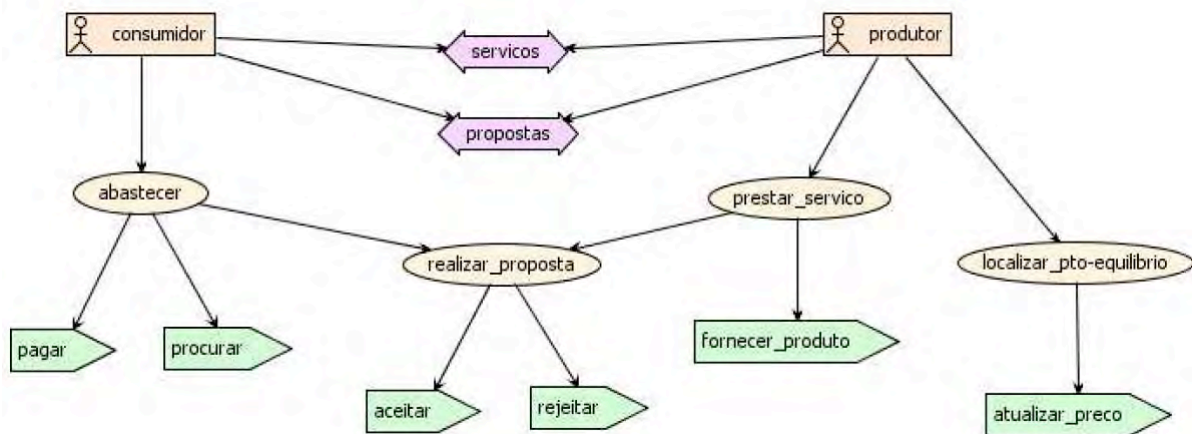 consumidor
servicos
produtor
propostas
abastecer
prestar_servico
realizar_proposta
localizar_pto-equilibrio
pagar
procurar
fornecer_produto
aceitar
rejeitar
atualizar_preco